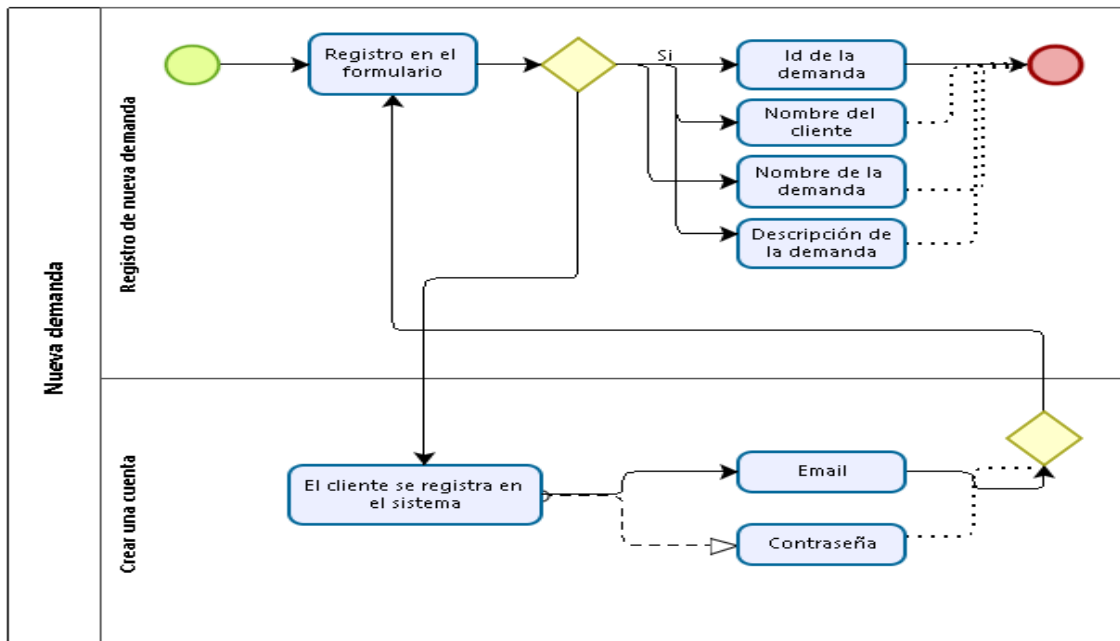 Nueva demanda
Registro de nueva demanda
Registro en el
formulario
Si
Id de la
demanda
Nombre del
cliente
Nombre de la
demanda
Descripción de
la demanda
Crear una cuenta
El cliente se registra en
el sistema
Email
Contraseña